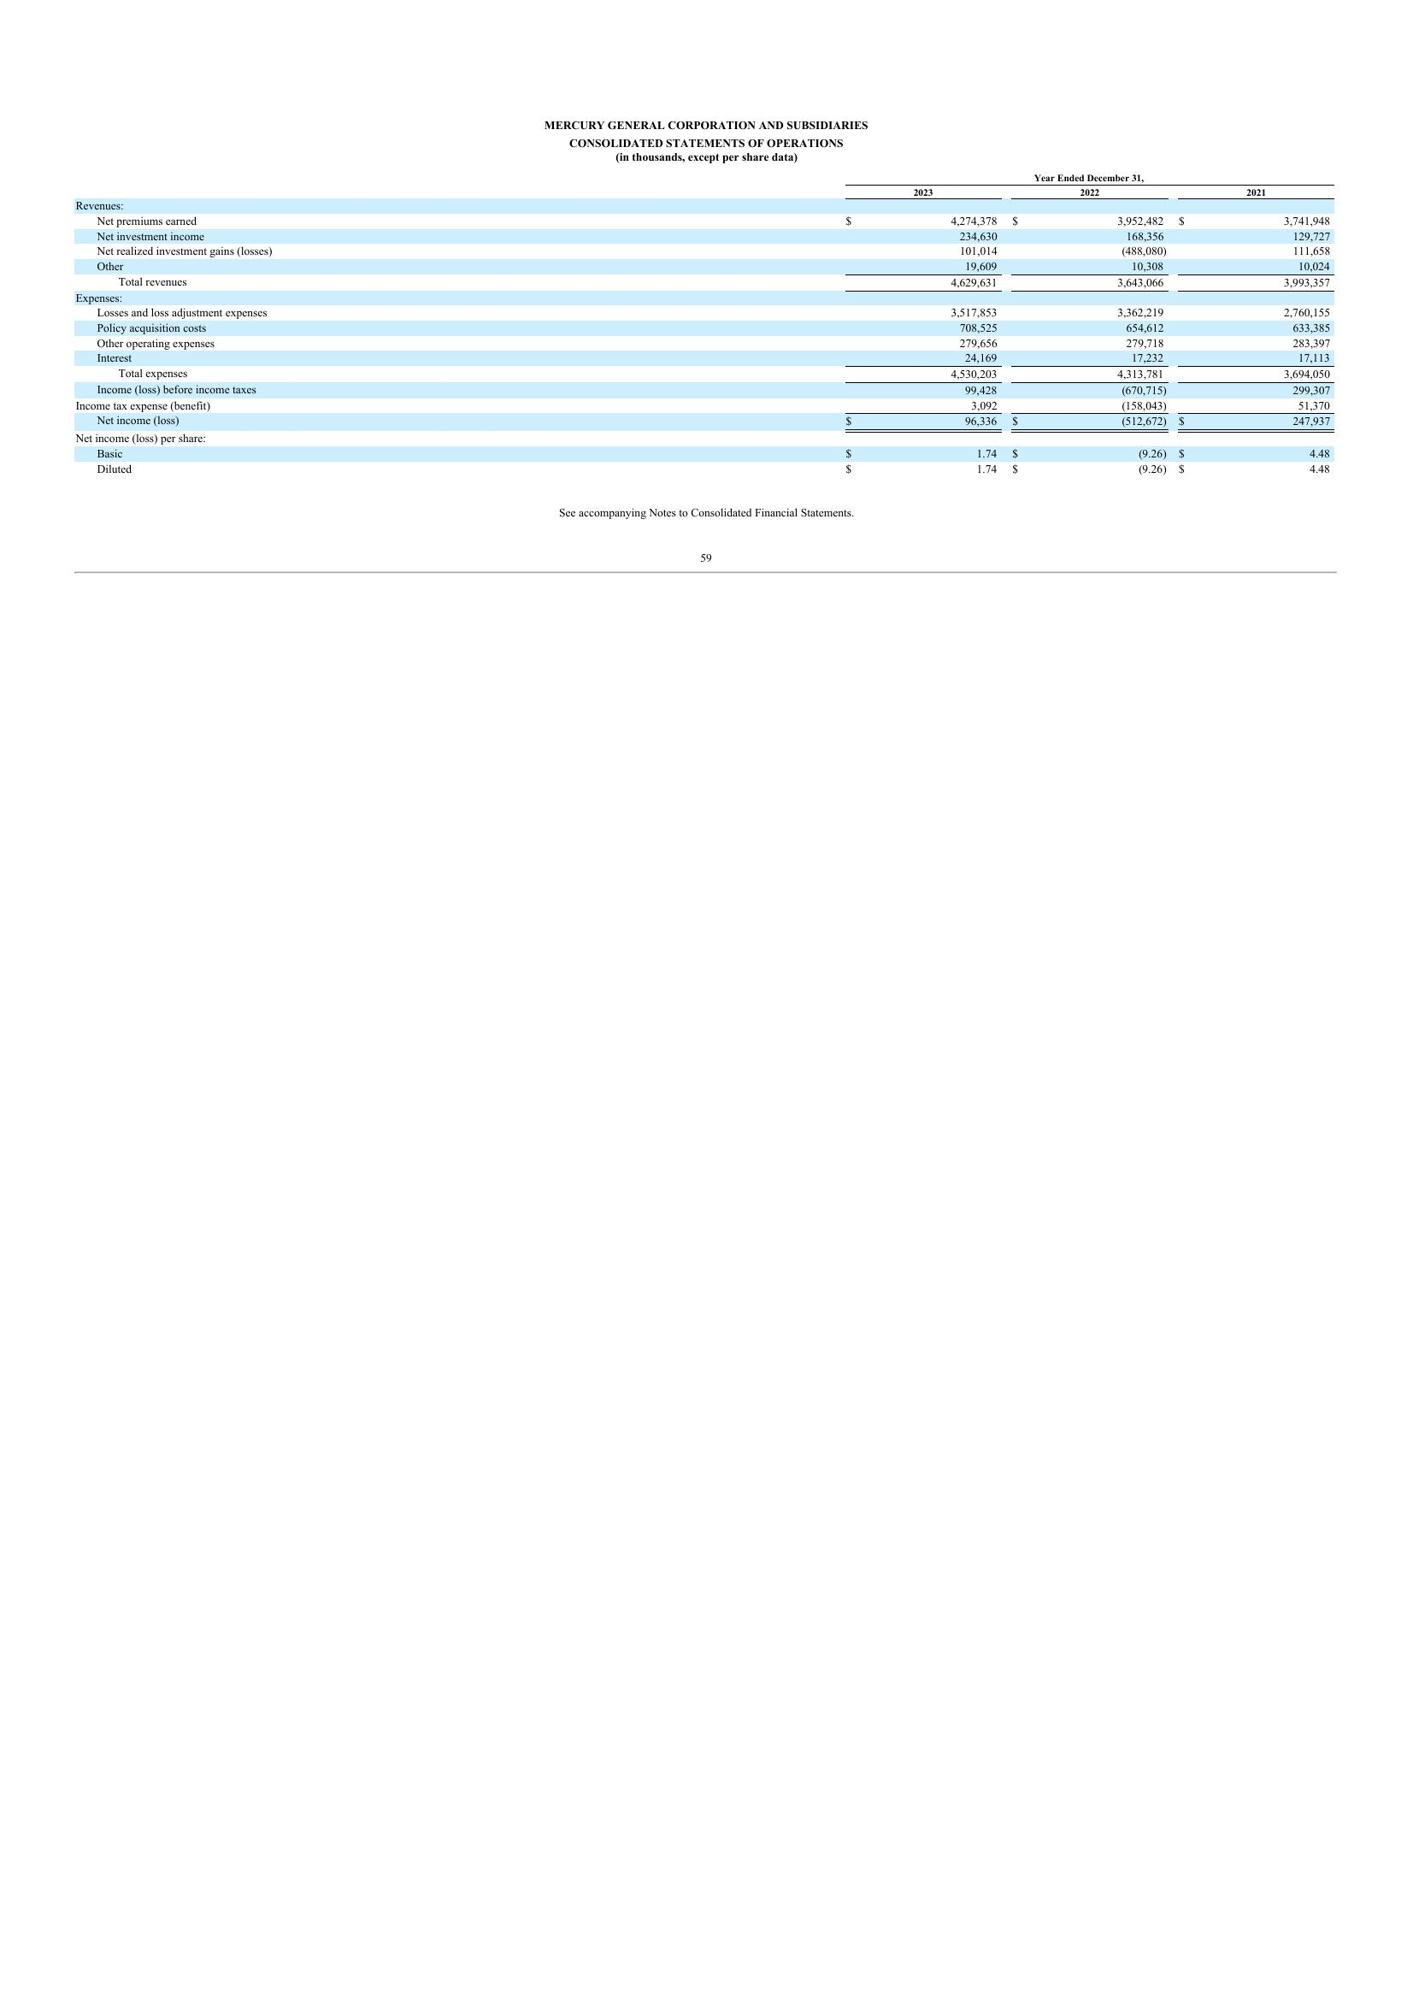 MERCURY GENERAL CORPORATION AND SUBSIDIARIES
CONSOLIDATED STATEMENTS OF OPERATIONS
(in thousands, except per share data)
Year Ended December 31,
2023 2022 2021
Revenues:
Net premiums earned $ 4,274,378 $ 3,952,482 $ 3,741,948
Net investment income 234,630 168,356 129,727
Net realized investment gains (losses) 101,014 (488,080) 111,658
Other 19,609 10,308 10,024
Total revenues 4,629,631 3,643,066 3,993,357
Expenses:
Losses and loss adjustment expenses 3,517,853 3,362,219 2,760,155
Policy acquisition costs 708,525 654,612 633,385
Other operating expenses 279,656 279,718 283,397
Interest 24,169 17,232 17,113
Total expenses 4,530,203 4,313,781 3,694,050
Income (loss) before income taxes 99,428 (670,715) 299,307
Income tax expense (benefit) 3,092 (158,043) 51,370
Net income (loss) $ 96,336 $ (512,672) $ 247,937
Net income (loss) per share:
Basic $ 1.74 $ (9.26) $ 4.48
Diluted $ 1.74 $ (9.26) $ 4.48
See accompanying Notes to Consolidated Financial Statements.
59